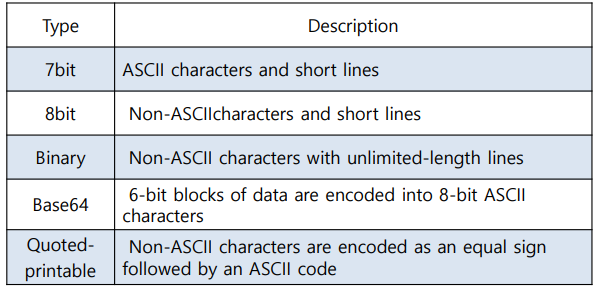 Type Description
7bit ASCII characters and short lines
8bit Non-ASCIIcharacters and short lines
Binary Non-ASCII characters with unlimited-length lines
Base64 6-bit blocks of data are encoded into 8-bit ASCII
characters
Quoted- Non-ASCII characters are encoded as an equal sign
printable followed by an ASCII code